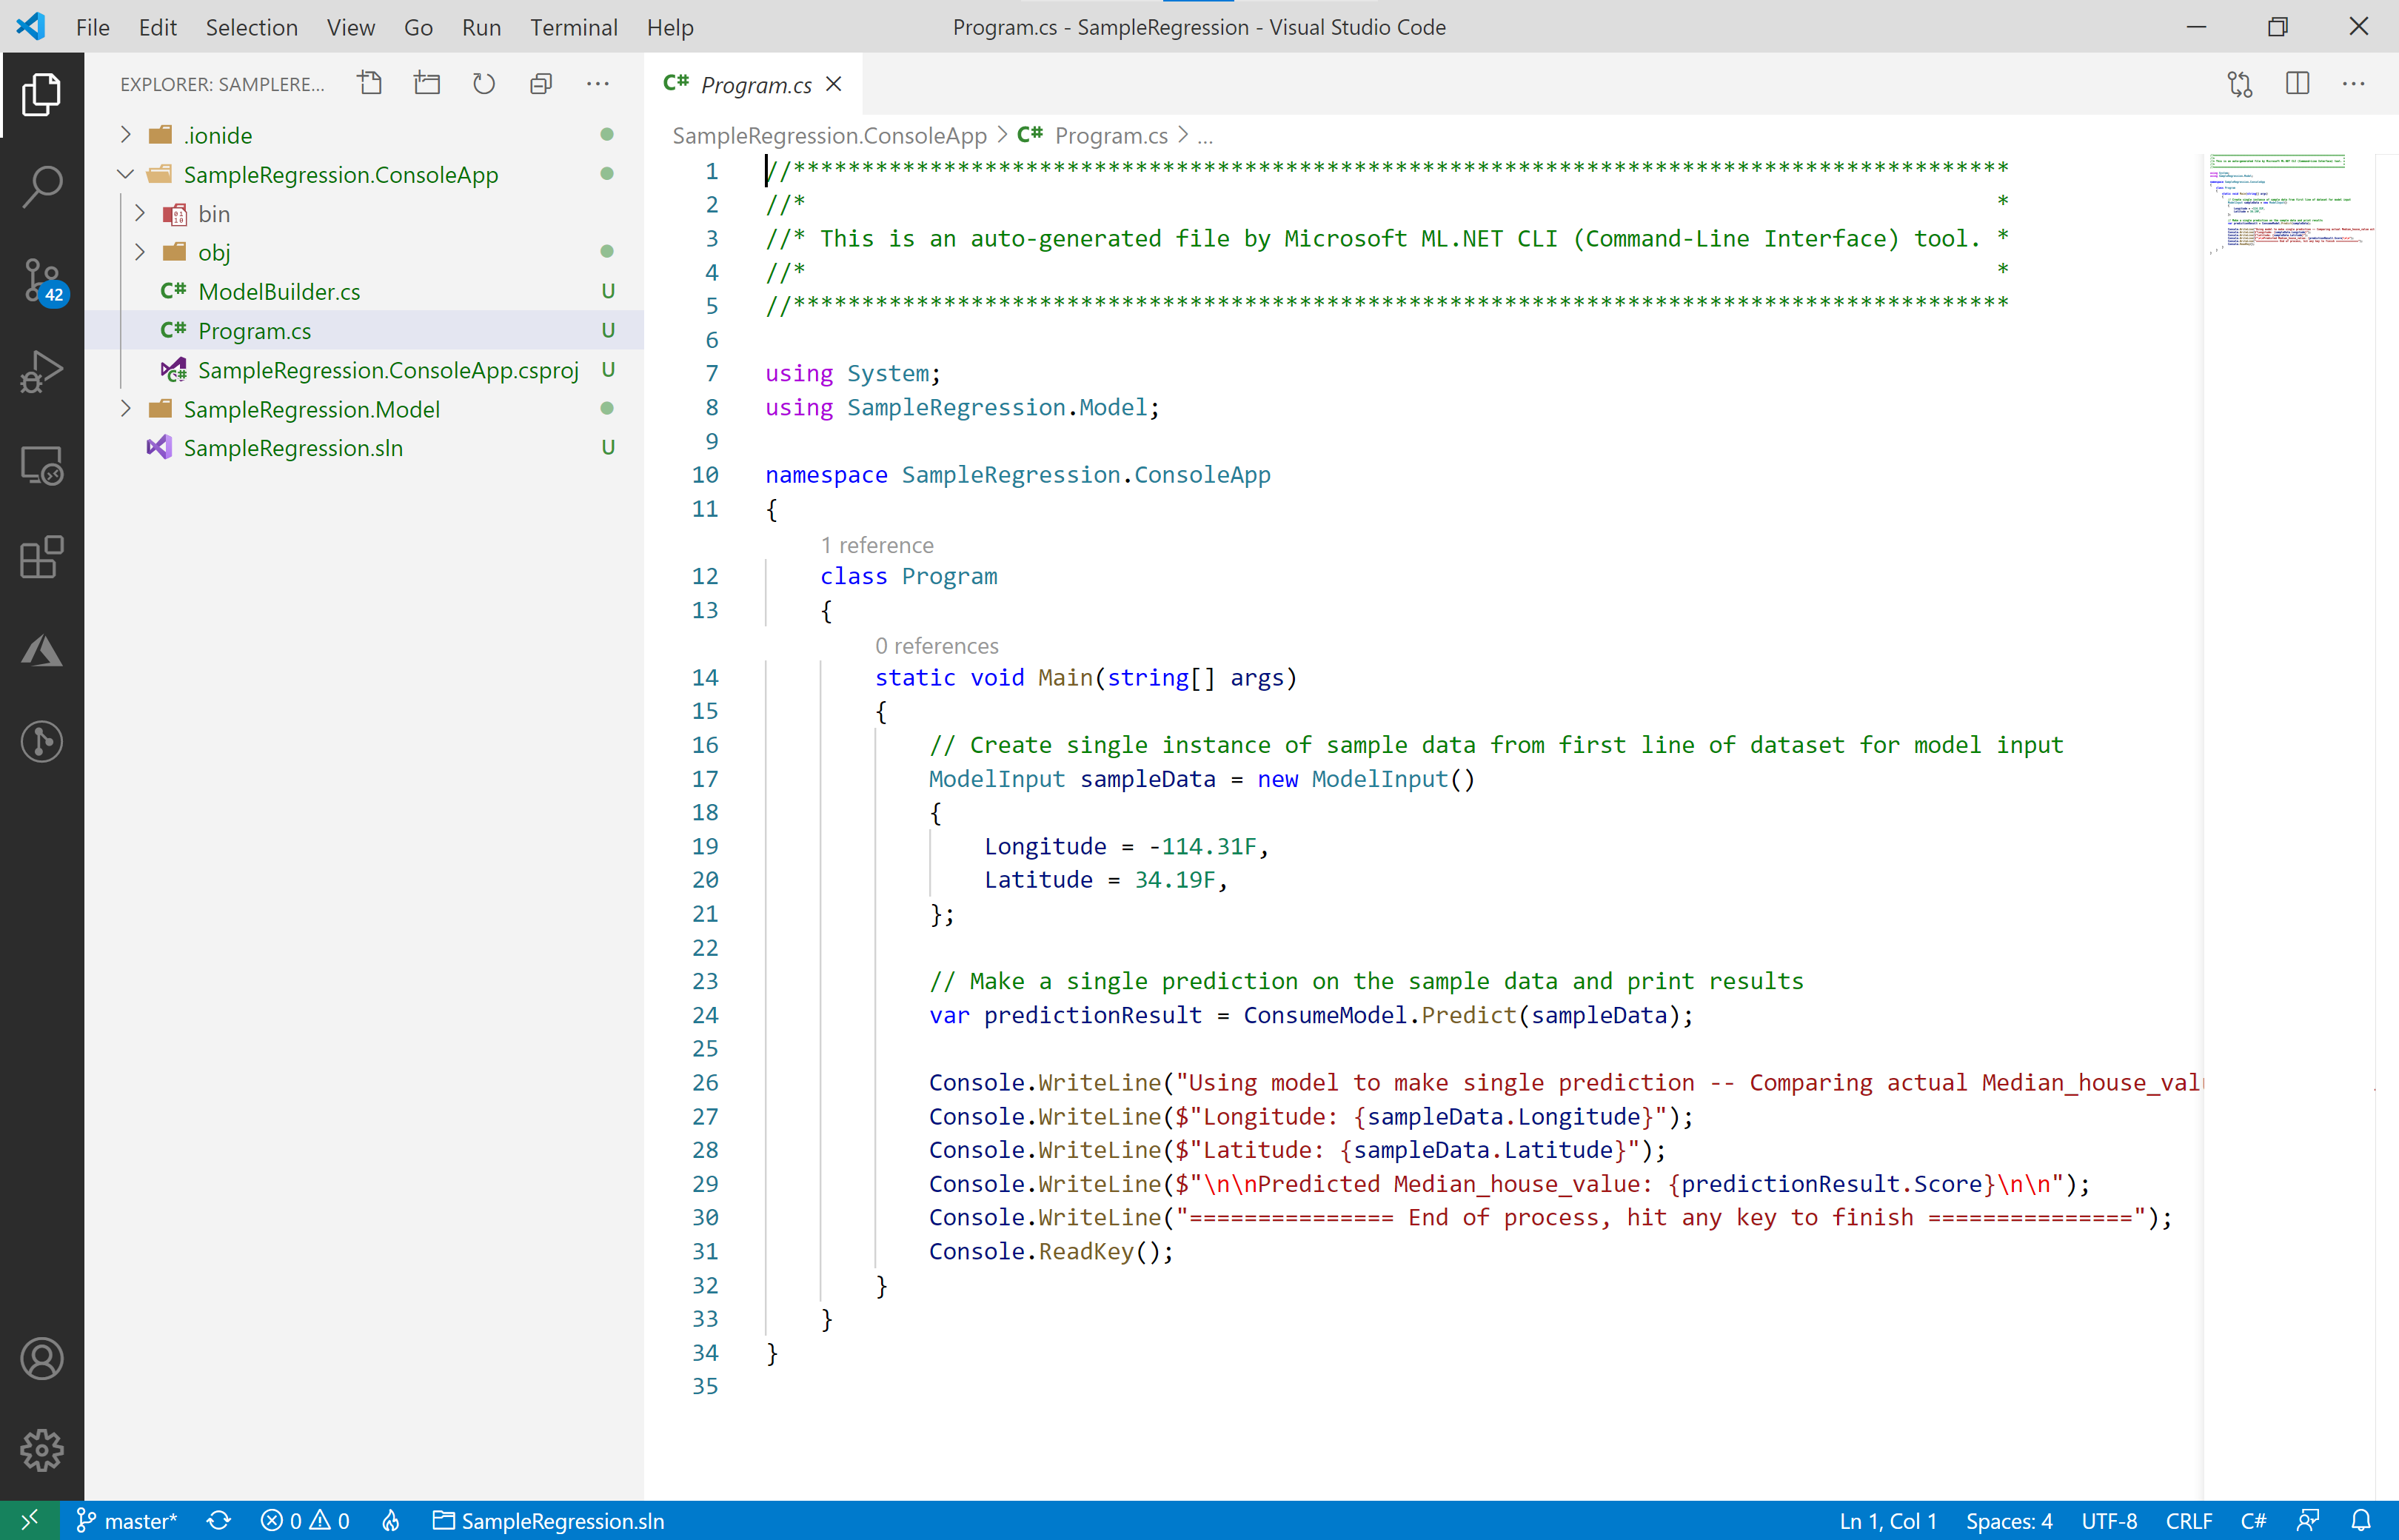 File Edit Selection View Go Run Terminal Help
Program.cs - SampleRegression - Visual Studio Code
EXPLORER: SAMPLERE...
.ionide
SampleRegression.ConsoleApp
bin
obj
ModelBuilder.cs U
Program.cs U
SampleRegression.ConsoleApp.csproj U
SampleRegression.Model
SampleRegression.sln U
42
C# Program.cs
SampleRegression.ConsoleApp > C# Program.cs > ...
1 //*******************************************************************************************
2 //* *
3 //* This is an auto-generated file by Microsoft ML.NET CLI (Command-Line Interface) tool. *
4 //* *
5 //*******************************************************************************************
6
7 using System;
8 using SampleRegression.Model;
9
10 namespace SampleRegression.ConsoleApp
11 {
1 reference
12 class Program
13 {
0 references
14 static void Main(string[] args)
15 {
16 // Create single instance of sample data from first line of dataset for model input
17 ModelInput sampleData = new ModelInput()
18 {
19 Longitude = -114.31F,
20 Latitude = 34.19F,
21 };
22
23 // Make a single prediction on the sample data and print results
24 var predictionResult = ConsumeModel.Predict(sampleData);
25
26 Console.WriteLine("Using model to make single prediction -- Comparing actual Median_house_val
27 Console.WriteLine($"Longitude: {sampleData.Longitude}");
28 Console.WriteLine($"Latitude: {sampleData.Latitude}");
29 Console.WriteLine($"\n\nPredicted Median_house_value: {predictionResult.Score}\n\n");
30 Console.WriteLine("=============== End of process, hit any key to finish ===============");
31 Console.ReadKey();
32 }
33 }
34 }
35
master* 0 0 SampleRegression.sln Ln 1, Col 1 Spaces: 4 UTF-8 CRLF C#